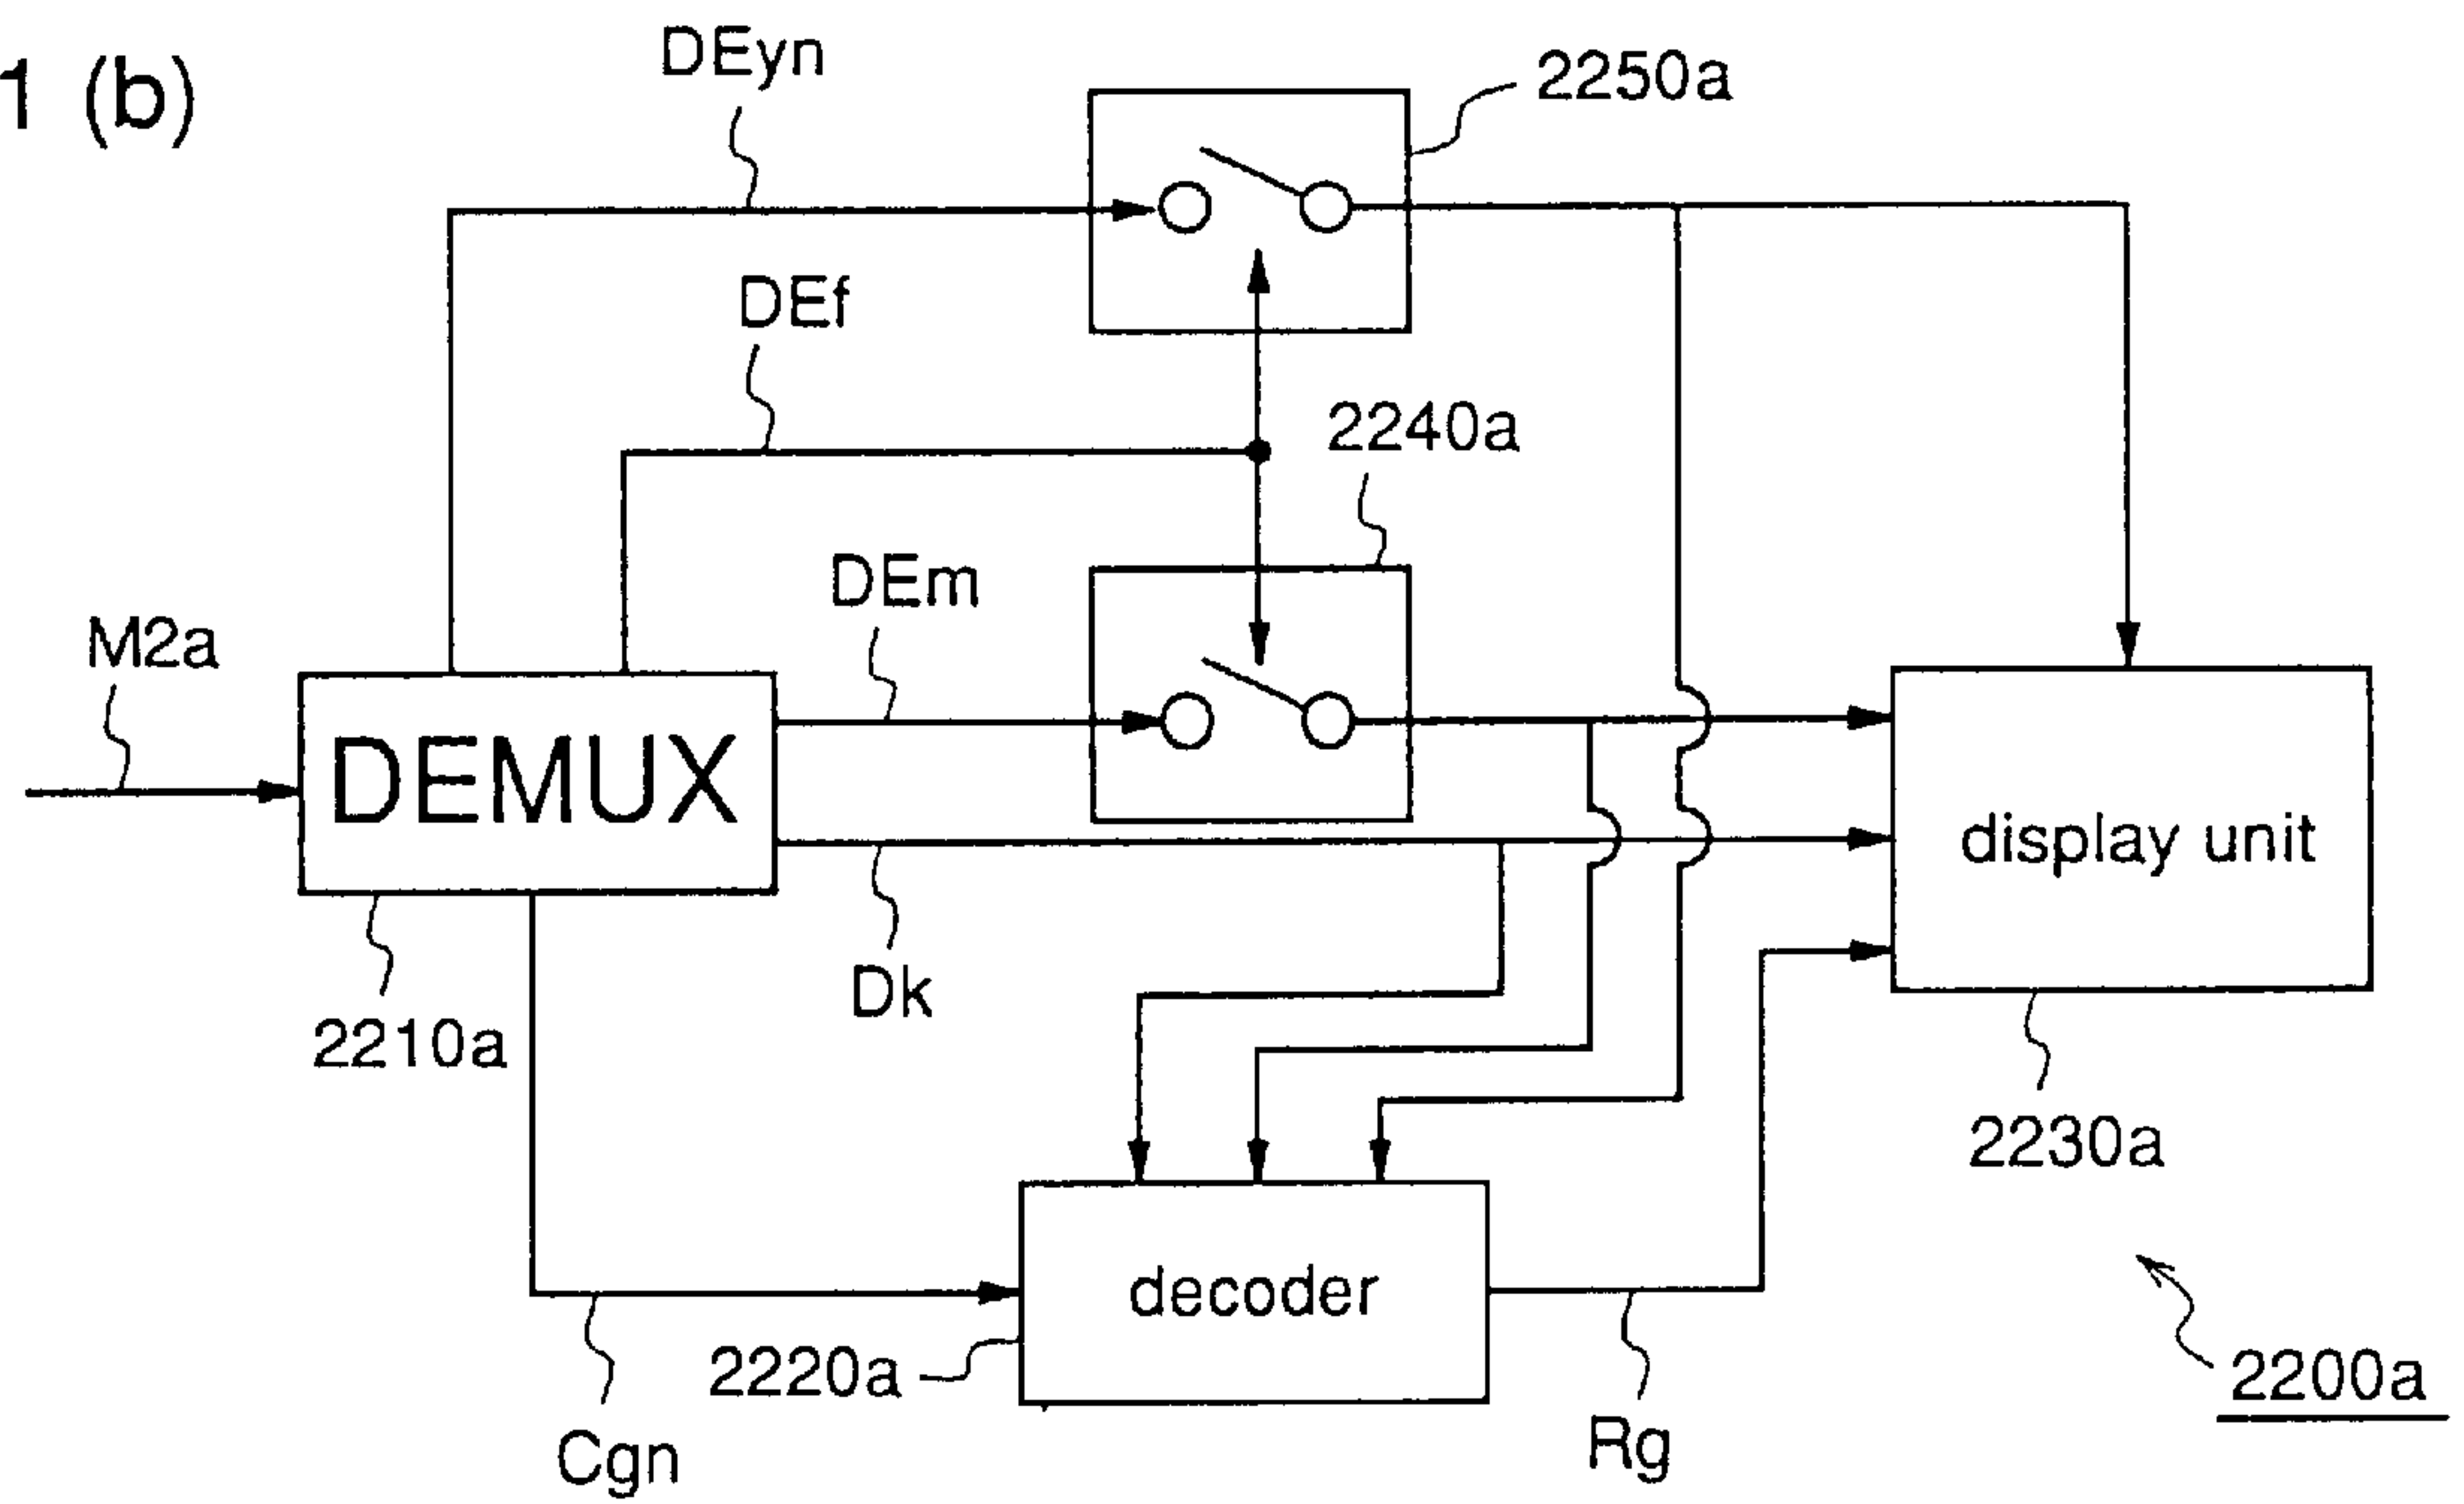 1 (b)
DEyn
2250a
DEf
2240a
DEm
M2a
DEMUX
display unit
Dk
2210a
2230a
decoder
2220a
2200a
Cgn
Rg